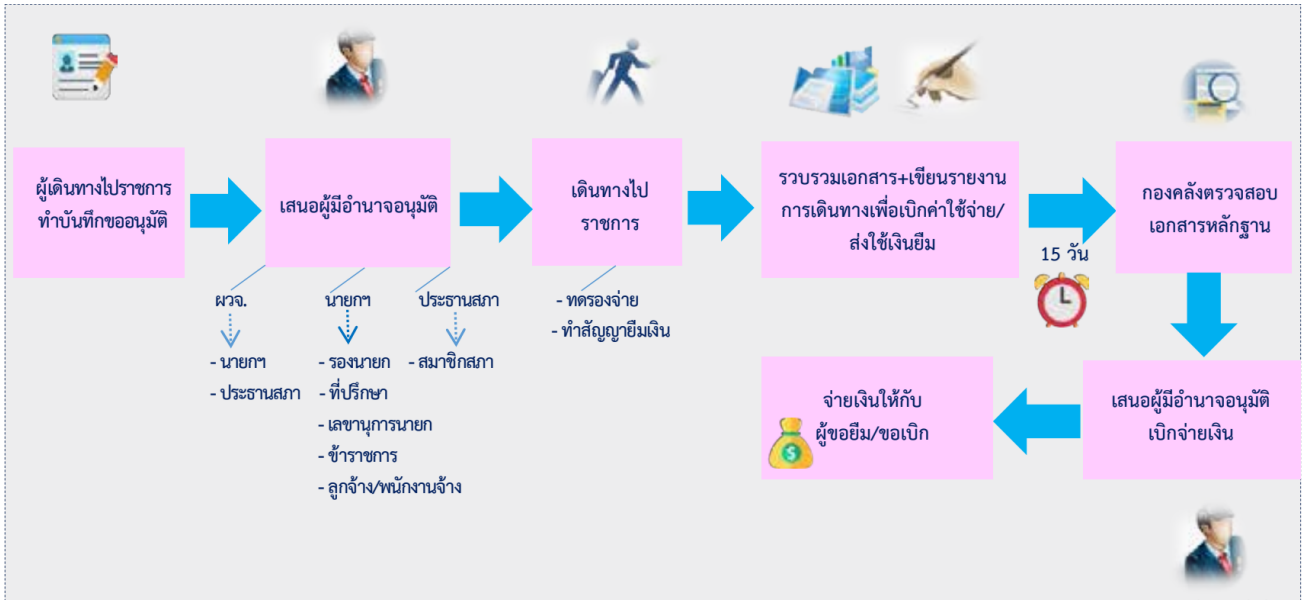 ผู้เดินทางไปราชการ
ทำบันทึกขออนุมัติ
เสนอผู้มีอำนาจอนุมัติ
เดินทางไป
ราชการ
รวบรวมเอกสาร+เขียนรายงาน
การเดินทางเพื่อเบิกค่าใช้จ่าย/
ส่งใช้เงินยืม
15 วัน
กองคลังตรวจสอบ
เอกสารหลักฐาน
ผวจ.
- นายกฯ
- ประธานสภา
นายกฯ
- รองนายก
- ที่ปรึกษา
- เลขานุการนายก
- ข้าราชการ
- ลูกจ้าง/พนักงานจ้าง
ประธานสภา
- สมาชิกสภา
- ทดรองจ่าย
- ทำสัญญายืมเงิน
เสนอผู้มีอำนาจอนุมัติ
เบิกจ่ายเงิน
จ่ายเงินให้กับ
ผู้ขอยืม/ขอเบิก